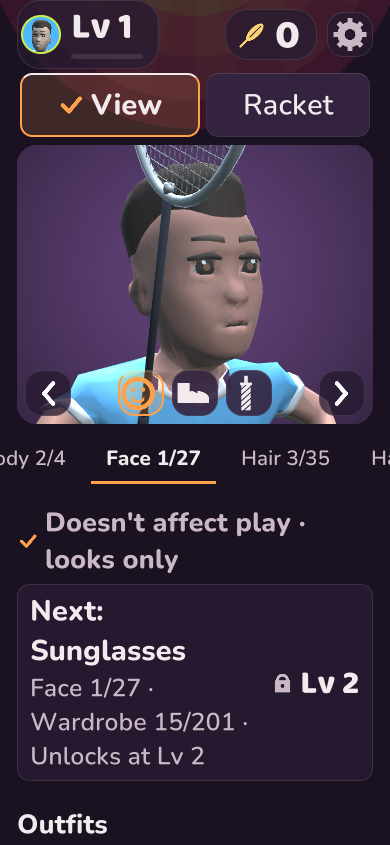 Lv 1
0
View
Racket
ody 2/4
Face 1/27
Hair 3/35
Ha
Doesn't affect play ·
looks only
Next:
Sunglasses
Face 1/27 ·
Wardrobe 15/201 ·
Unlocks at Lv 2
Lv 2
Outfits